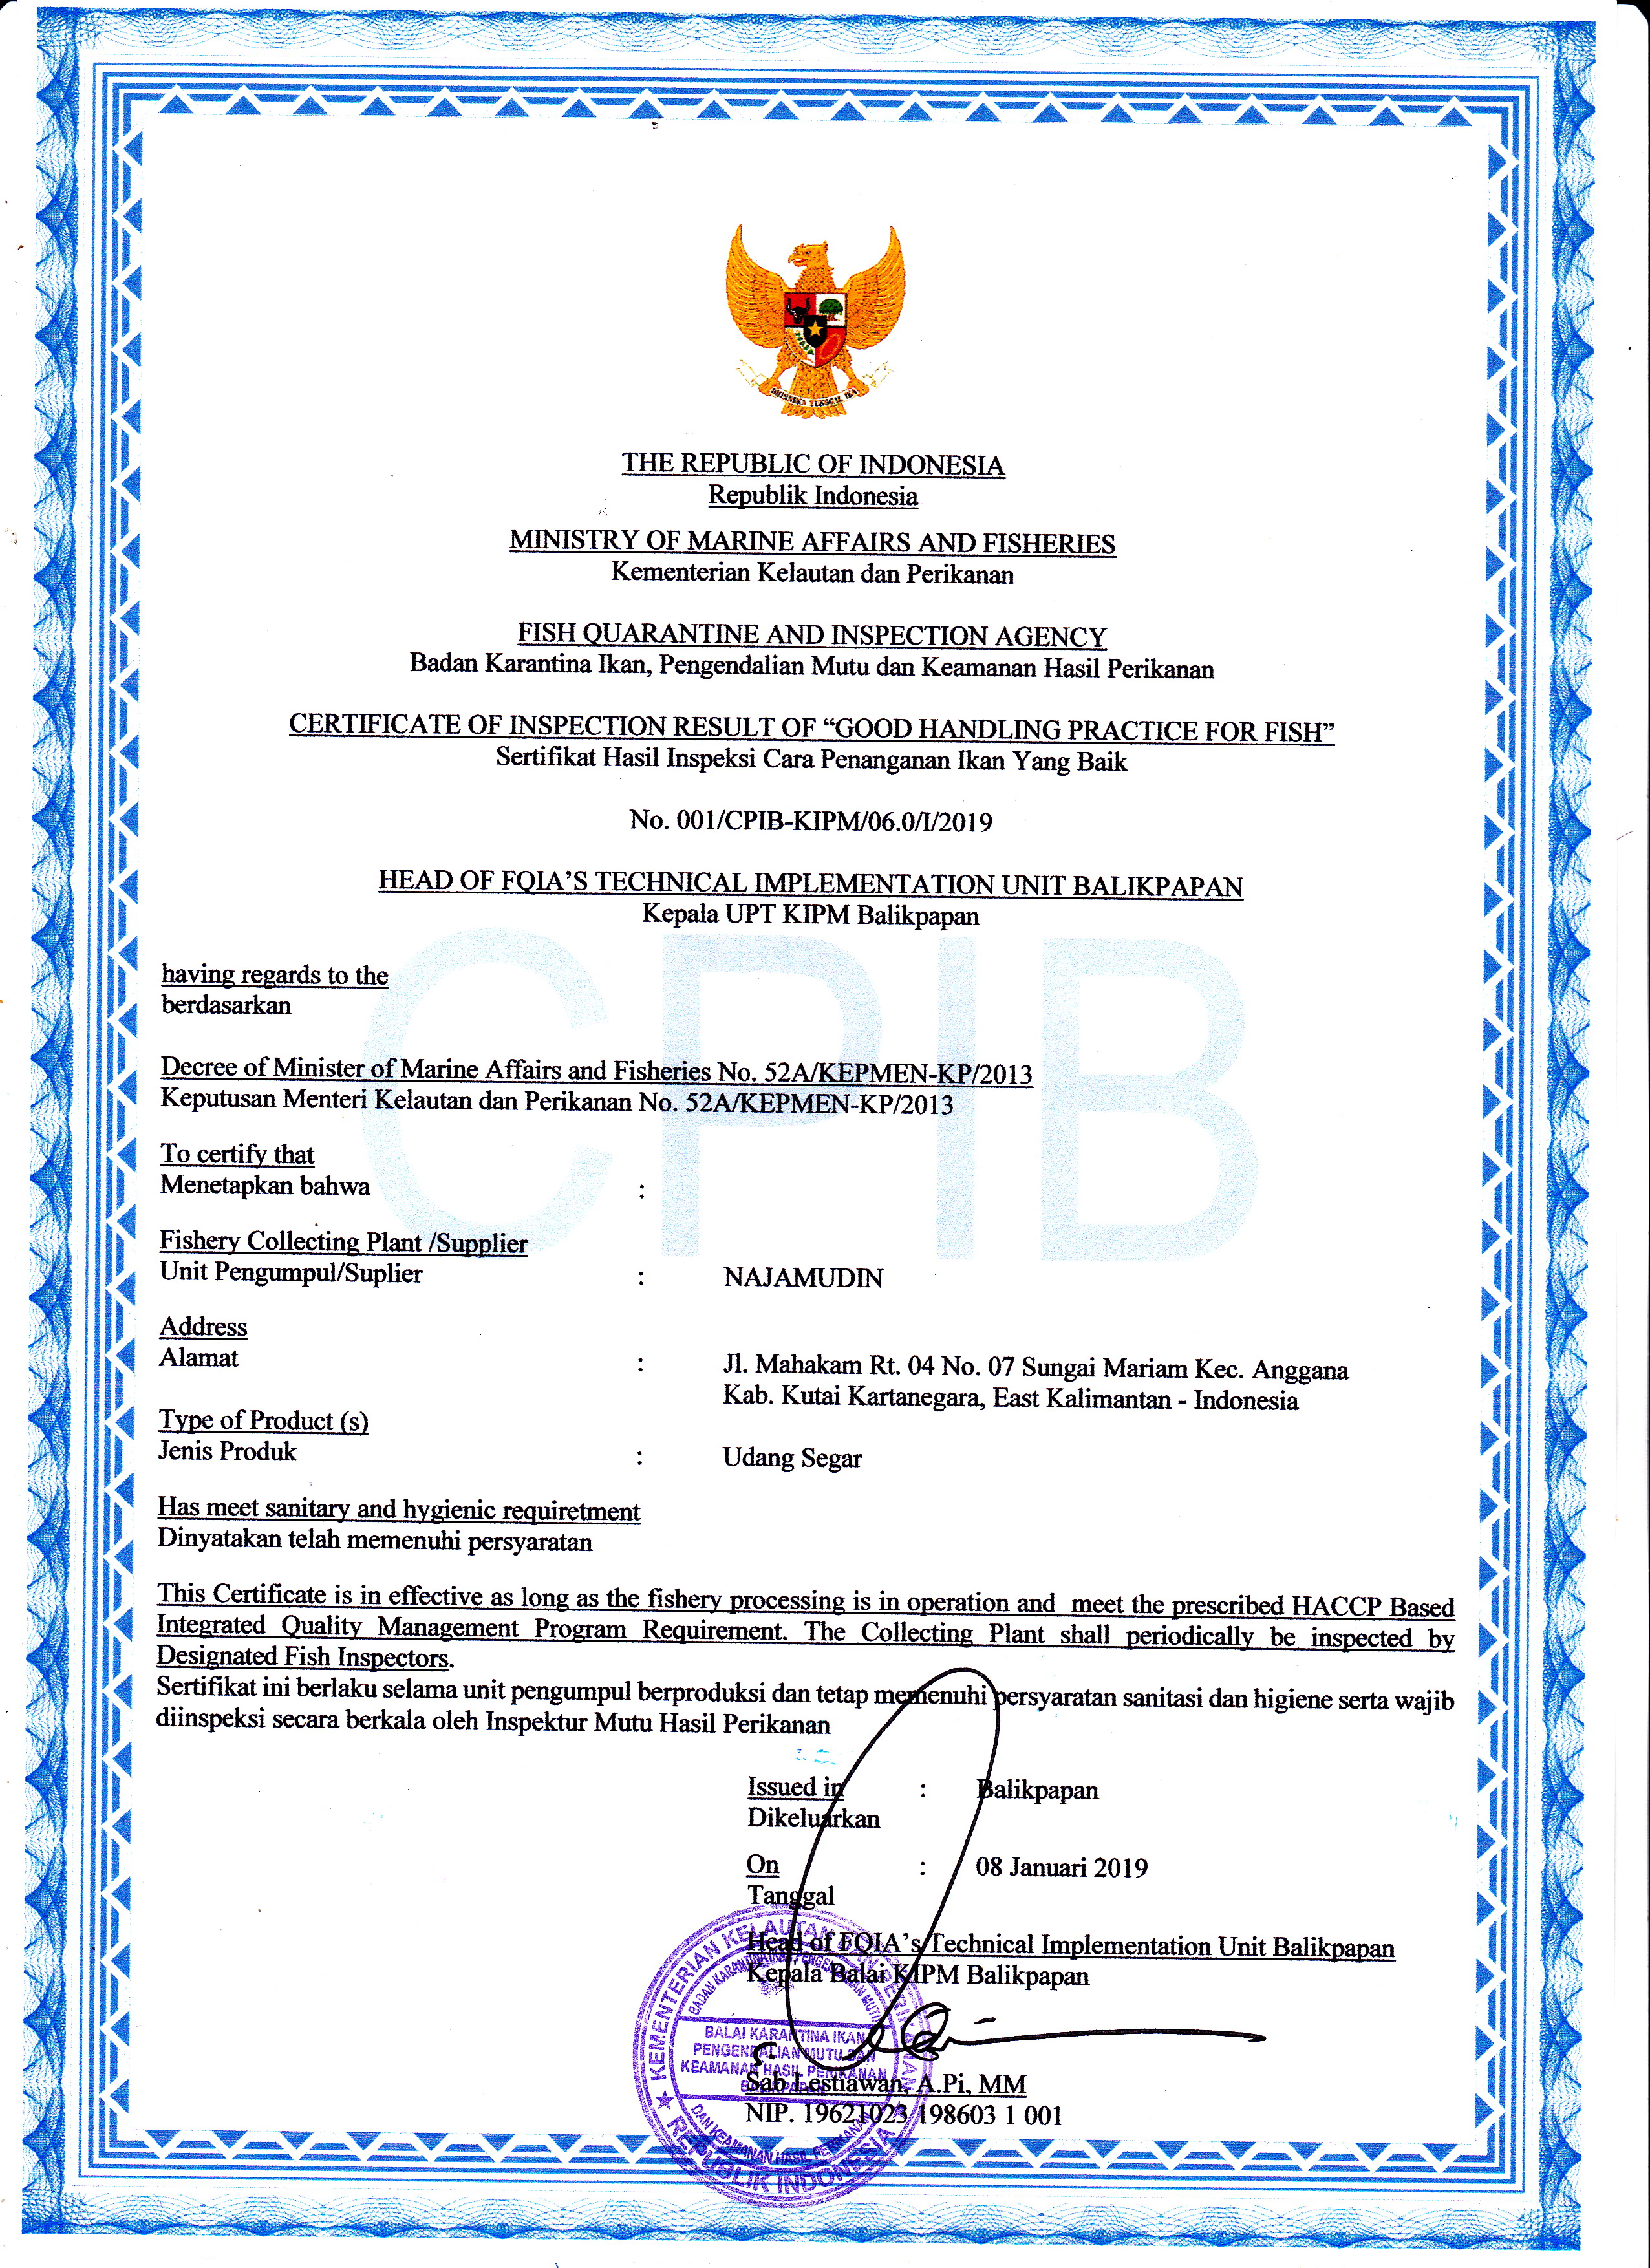 BHINNEKA TUNGGAL IKA
THE REPUBLIC OF INDONESIA
Republik Indonesia
MINISTRY OF MARINE AFFAIRS AND FISHERIES
Kementerian Kelautan dan Perikanan
FISH QUARANTINE AND INSPECTION AGENCY
Badan Karantina Ikan, Pengendalian Mutu dan Keamanan Hasil Perikanan
CERTIFICATE OF INSPECTION RESULT OF “GOOD HANDLING PRACTICE FOR FISH”
Sertifikat Hasil Inspeksi Cara Penanganan Ikan Yang Baik
No. 001/CPIB-KIPM/06.0/I/2019
HEAD OF FQIA’S TECHNICAL IMPLEMENTATION UNIT BALIKPAPAN
Kepala UPT KIPM Balikpapan
CPIB
having regards to the
berdasarkan
Decree of Minister of Marine Affairs and Fisheries No. 52A/KEPMEN-KP/2013
Keputusan Menteri Kelautan dan Perikanan No. 52A/KEPMEN-KP/2013
To certify that
Menetapkan bahwa :
Fishery Collecting Plant /Supplier
Unit Pengumpul/Suplier : NAJAMUDIN
Address
Alamat : Jl. Mahakam Rt. 04 No. 07 Sungai Mariam Kec. Anggana
Kab. Kutai Kartanegara, East Kalimantan - Indonesia
Type of Product (s)
Jenis Produk : Udang Segar
Has meet sanitary and hygienic requiretment
Dinyatakan telah memenuhi persyaratan
This Certificate is in effective as long as the fishery processing is in operation and meet the prescribed HACCP Based
Integrated Quality Management Program Requirement. The Collecting Plant shall periodically be inspected by
Designated Fish Inspectors.
Sertifikat ini berlaku selama unit pengumpul berproduksi dan tetap memenuhi persyaratan sanitasi dan higiene serta wajib
diinspeksi secara berkala oleh Inspektur Mutu Hasil Perikanan
Issued in : Balikpapan
Dikeluarkan
On : 08 Januari 2019
Tanggal
Head of FQIA’s Technical Implementation Unit Balikpapan
Kepala Balai KIPM Balikpapan
Sab Lestiawan, A.Pi, MM
NIP. 19621023 198603 1 001
KEMENTERIAN KELAUTAN DAN PERIKANAN
BADAN KARANTINA IKAN PENGENDALIAN MUTU
BALAI KARANTINA IKAN
PENGENDALIAN MUTU DAN
KEAMANAN HASIL PERIKANAN
BALIKPAPAN
DAN KEAMANAN HASIL PERIKANAN
REPUBLIK INDONESIA